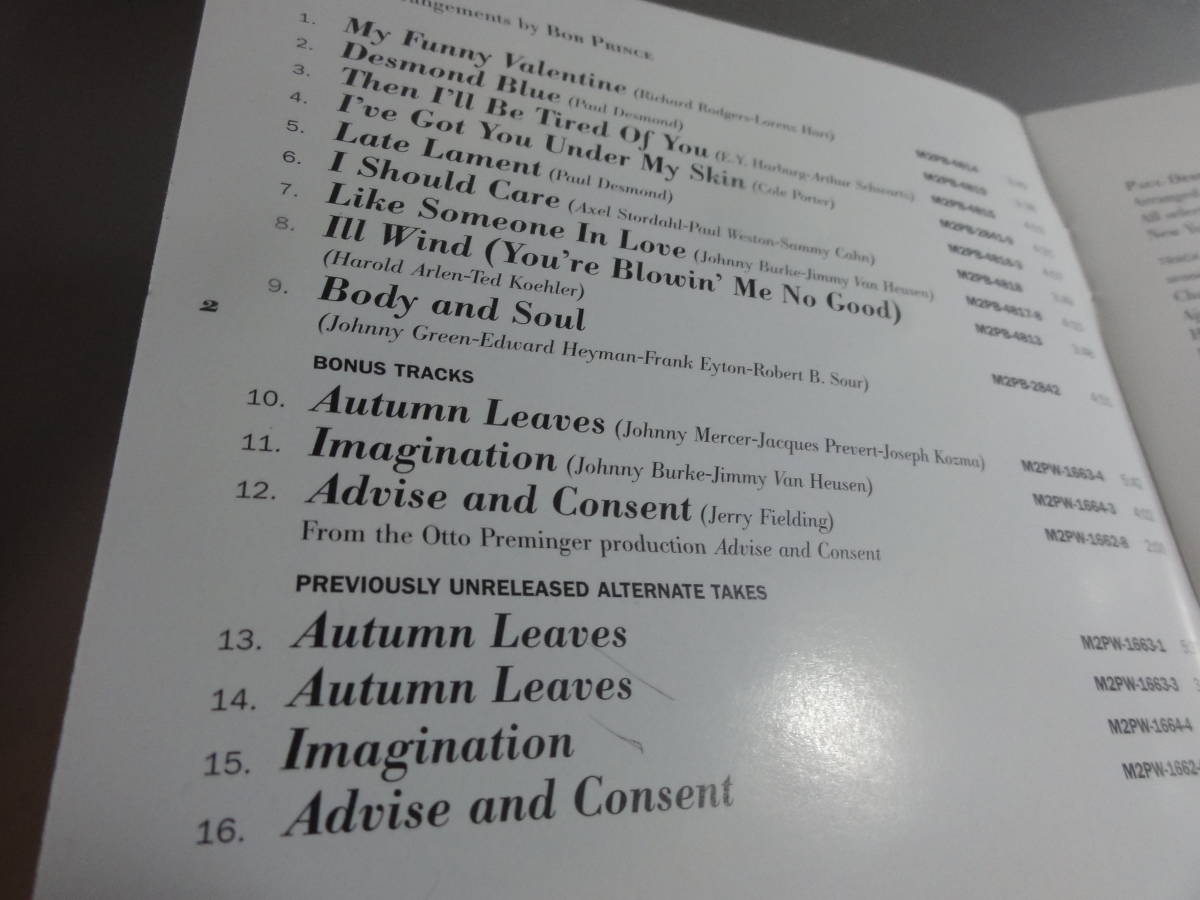 by Bob Prince
1. My Funny Valentine (Richard Rodgers-Lorenz Hart) M2PB-4814
2. Desmond Blue (Paul Desmond)
3. Then I'll Be Tired Of You (E.Y. Harburg-Arthur Schwartz)
4. I've Got You Under My Skin (Cole Porter)
5. Late Lament (Paul Desmond)
6. I Should Care (Axel Stordahl-Paul Weston-Sammy Cahn)
7. Like Someone In Love (Johnny Burke-Jimmy Van Heusen)
8. Ill Wind (You're Blowin' Me No Good) M2PB-4813
(Harold Arlen-Ted Koehler)
9. Body and Soul M2PB-2842
(Johnny Green-Edward Heyman-Frank Eyton-Robert B. Sour)
2
BONUS TRACKS
10. Autumn Leaves (Johnny Mercer-Jacques Prevert-Joseph Kozma) M2PW-1663-4 5:42
11. Imagination (Johnny Burke-Jimmy Van Heusen) M2PW-1664-3
12. Advise and Consent (Jerry Fielding) M2PW-1662-8
From the Otto Preminger production Advise and Consent
PREVIOUSLY UNRELEASED ALTERNATE TAKES
13. Autumn Leaves M2PW-1663-1
14. Autumn Leaves M2PW-1663-3
15. Imagination M2PW-1664-4
16. Advise and Consent